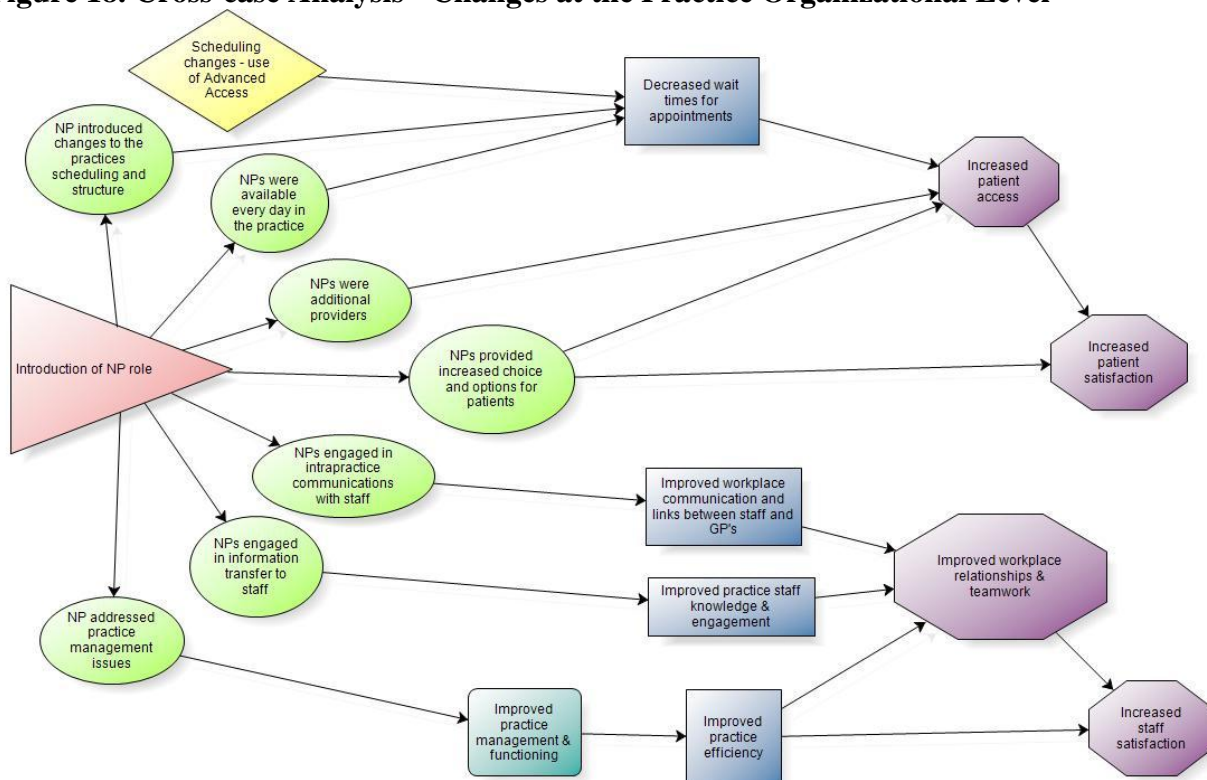 Cross-case Analysis - Changes at the Practice Organizational Level
Scheduling
changes - use
of Advanced
Access
Decreased wait
times for
appointments
NP introduced
changes to the
practices
scheduling and
structure
NPs were
available
every day in
the practice
Increased
patient
access
NPs were
additional
providers
Introduction of NP role
NPs provided
increased choice
and options for
patients
Increased
patient
satisfaction
NPs engaged in
intrapractice
communications
with staff
Improved workplace
communication and
links between staff and
GP's
NPs engaged
in information
transfer to
staff
Improved practice staff
knowledge &
engagement
Improved workplace
relationships &
teamwork
NP addressed
practice
management
issues
Improved
practice
management &
functioning
Improved
practice
efficiency
Increased
staff
satisfaction